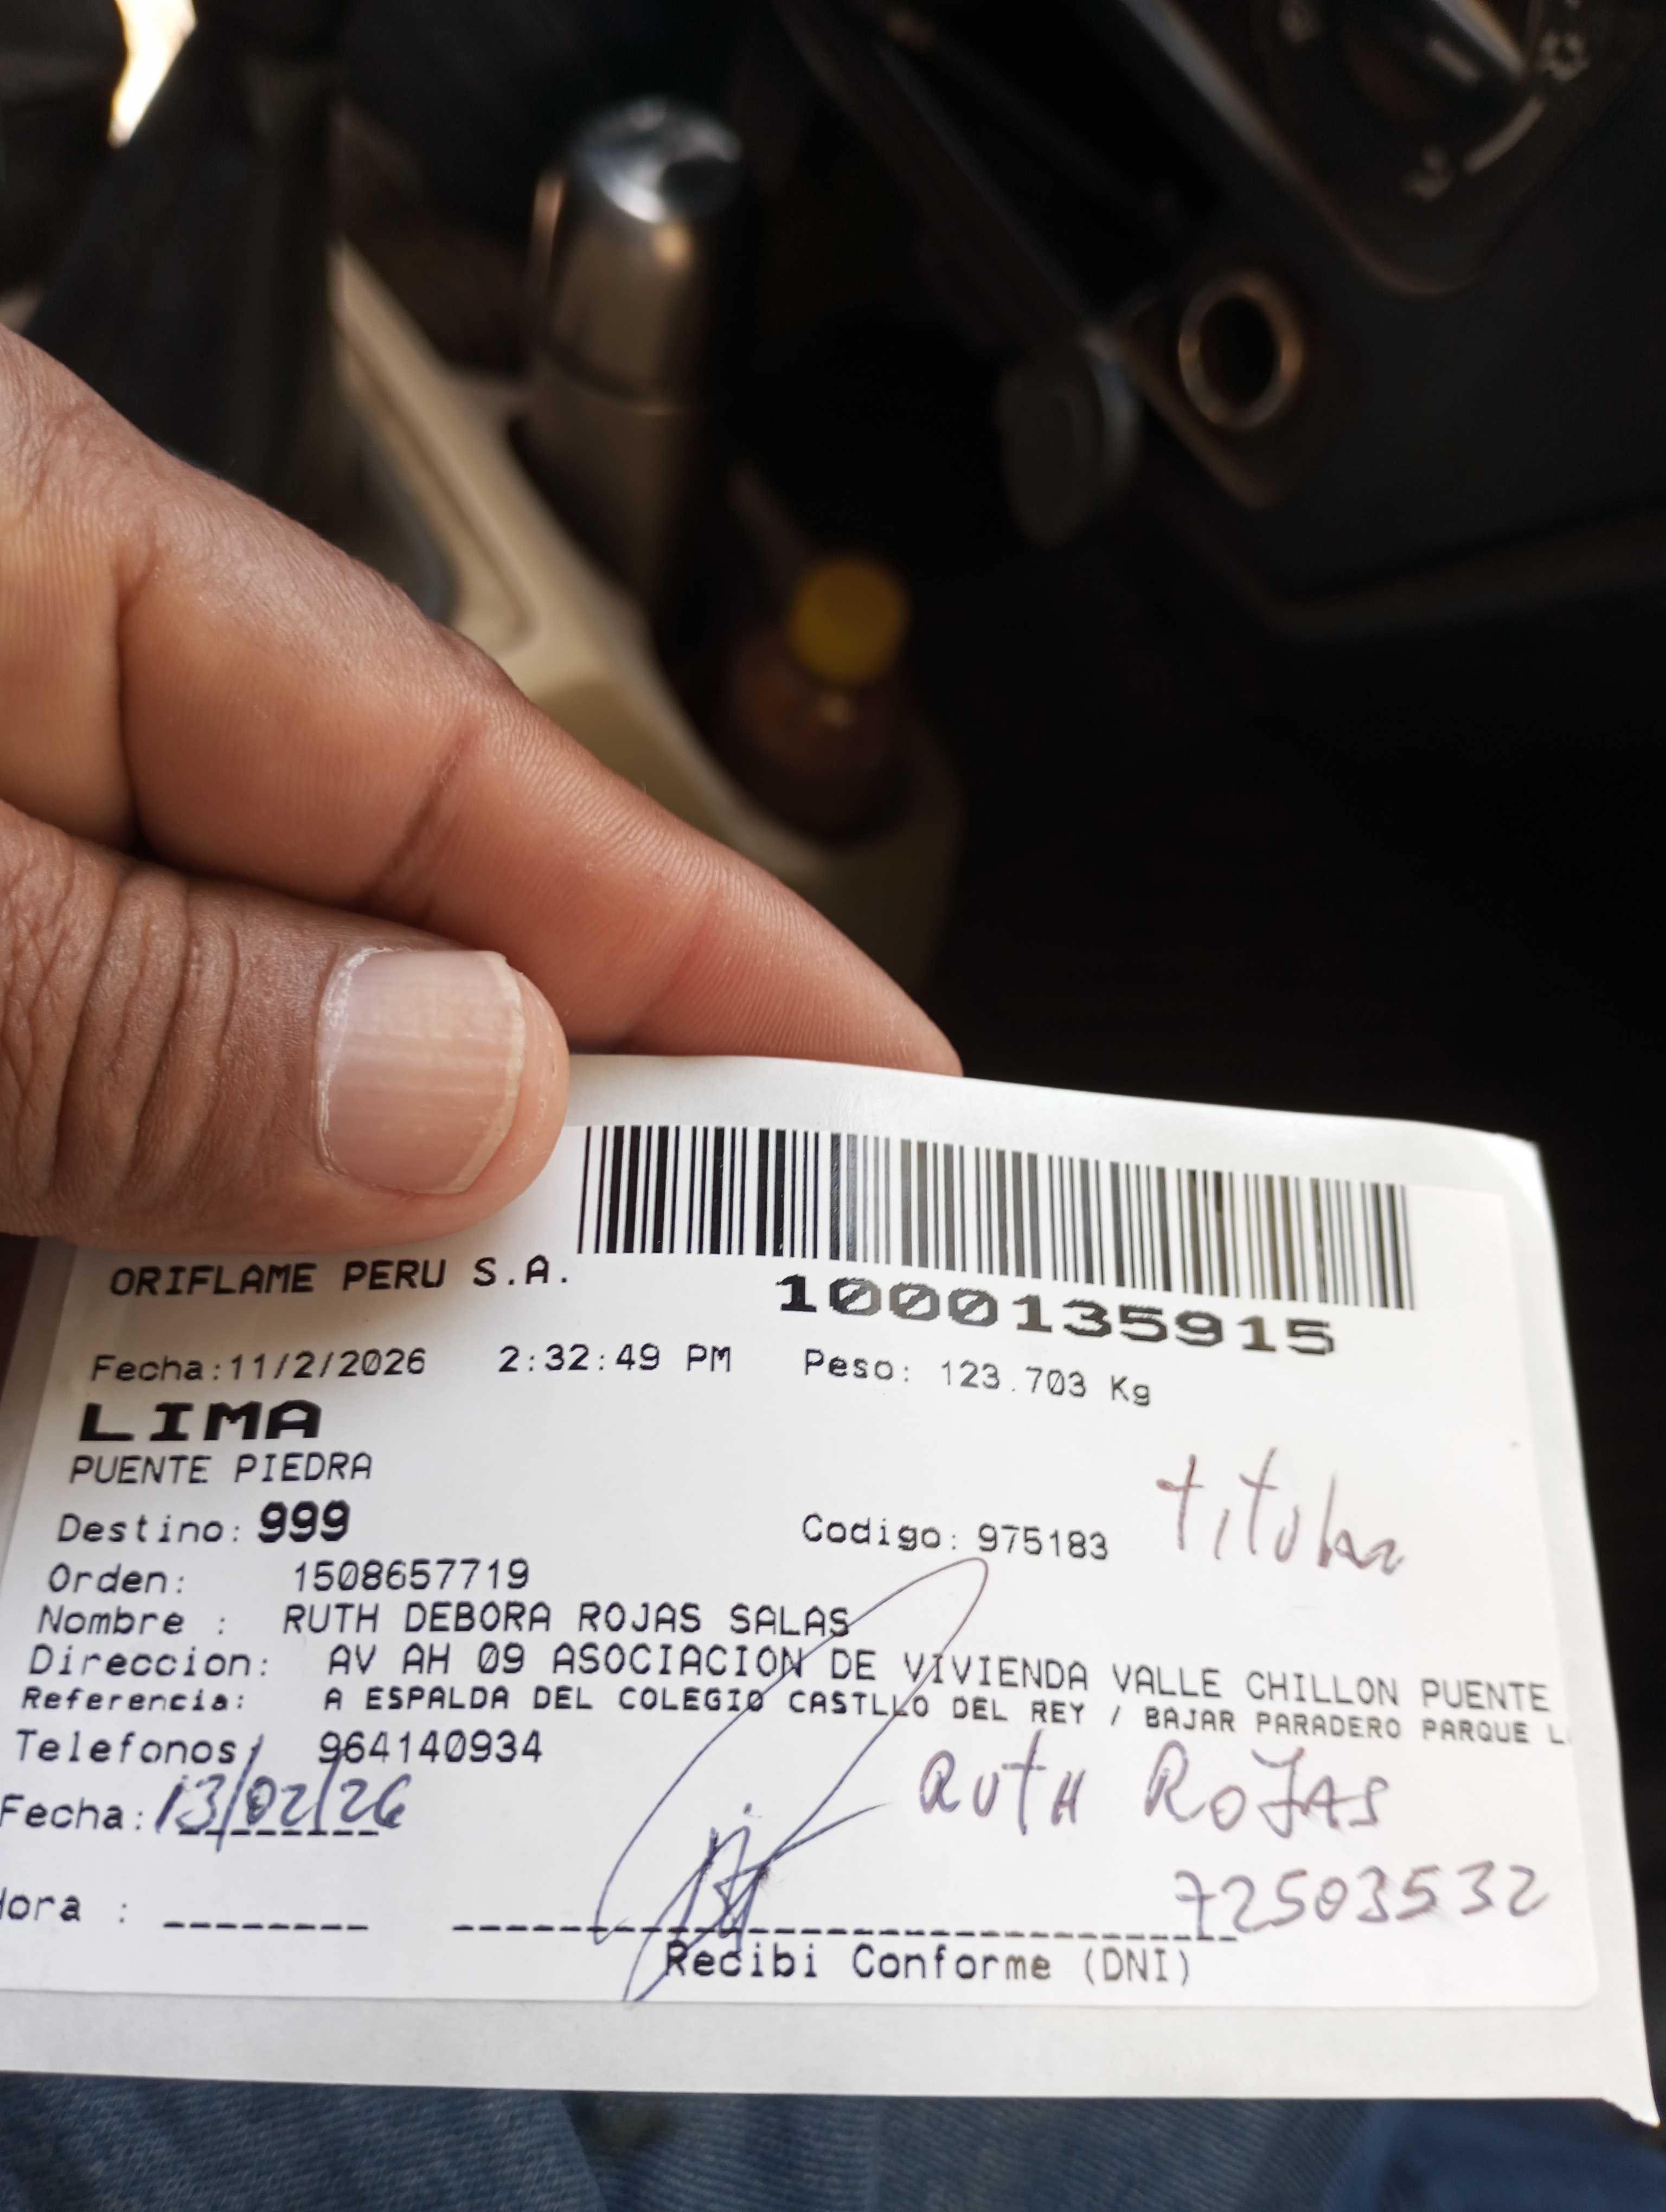 ORIFLAME PERU S.A.
1000135915
Fecha:11/2/2026 2:32:49 PM Peso: 123.703 Kg
LIMA
PUENTE PIEDRA
Destino: 999 Codigo: 975183 titular
Orden: 1508657719
Nombre : RUTH DEBORA ROJAS SALAS
Direccion: AV AH 09 ASOCIACION DE VIVIENDA VALLE CHILLON PUENTE
Referencia: A ESPALDA DEL COLEGIO CASTLLO DEL REY / BAJAR PARADERO PARQUE L
Telefonos 964140934
RUTH ROJAS
Fecha: 13/02/26
72503532
ora :
Recibi Conforme (DNI)